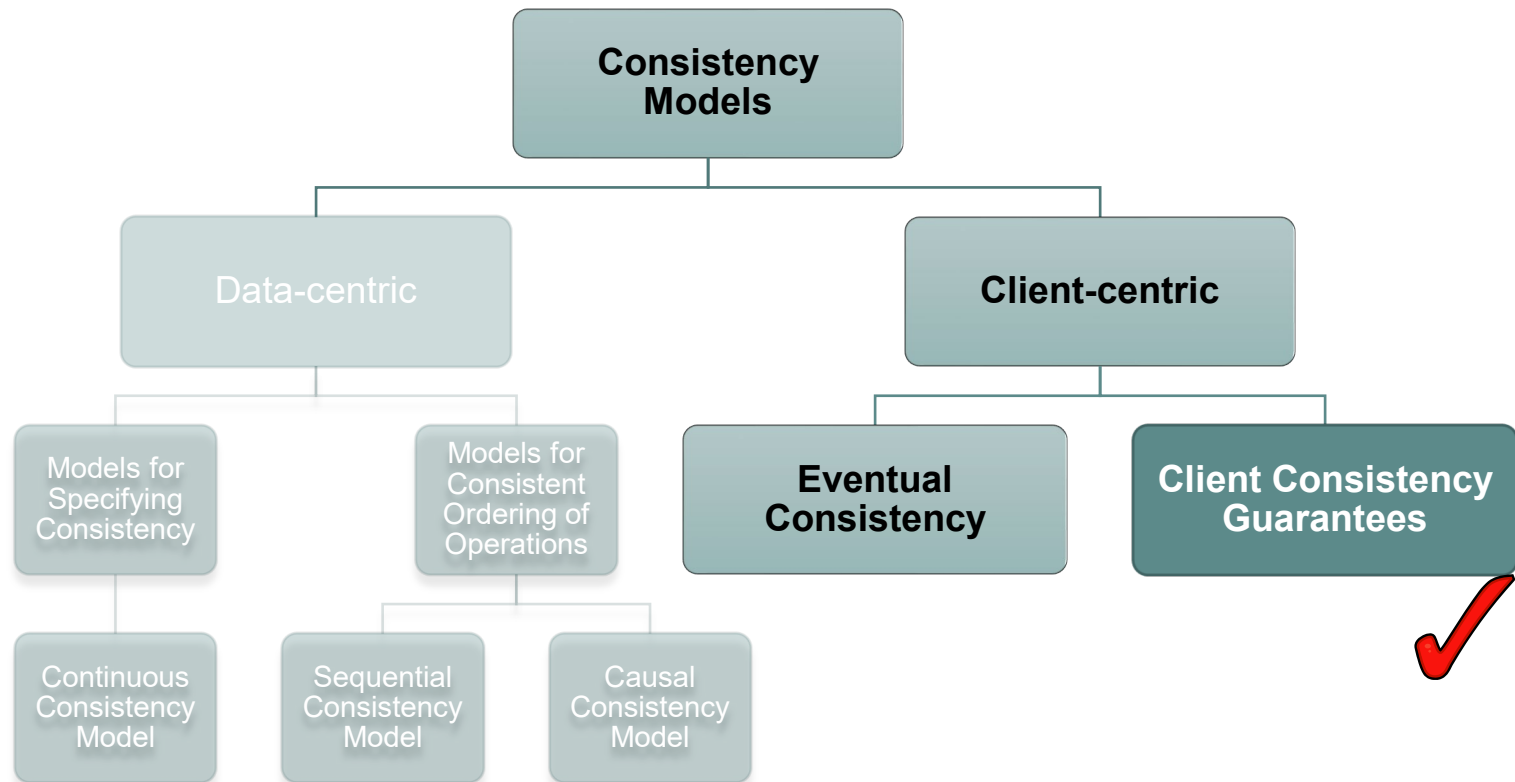 Consistency
Models
Data-centric
Client-centric
Models for
Specifying
Consistency
Models for
Consistent
Ordering of
Operations
Eventual
Consistency
Client Consistency
Guarantees
Continuous
Consistency
Model
Sequential
Consistency
Model
Causal
Consistency
Model